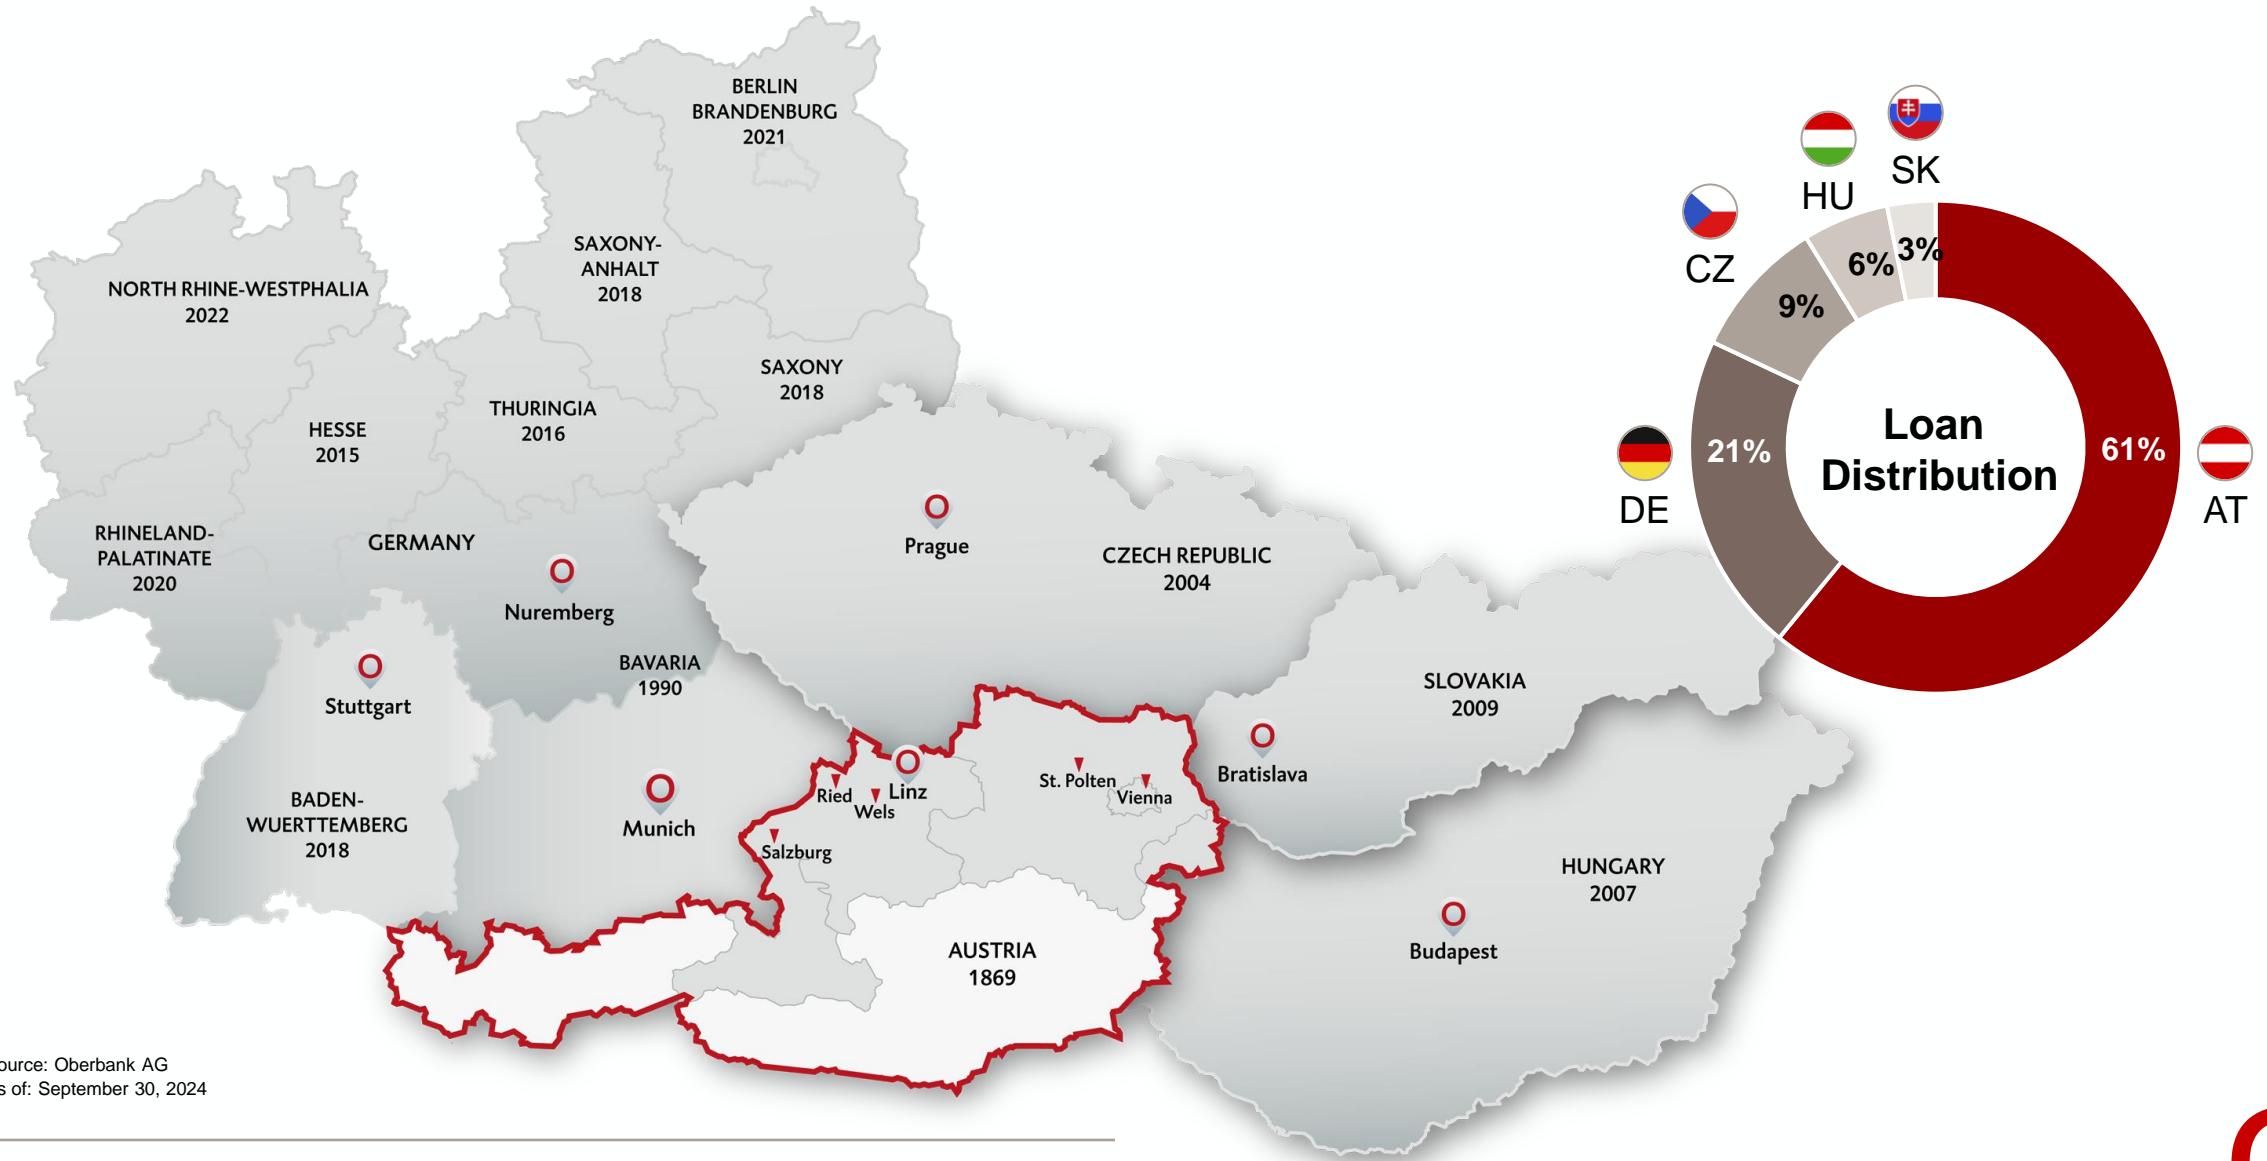 BERLIN
BRANDENBURG
2021
SAXONY-
ANHALT
2018
NORTH RHINE-WESTPHALIA
2022
SAXONY
2018
THURINGIA
2016
HESSE
2015
RHINELAND-
PALATINATE
2020
GERMANY
Nuremberg
BAVARIA
1990
Stuttgart
BADEN-
WUERTTEMBERG
2018
Munich
Prague
CZECH REPUBLIC
2004
SLOVAKIA
2009
Bratislava
HUNGARY
2007
Budapest
Ried
Wels
Linz
St. Polten
Vienna
Salzburg
AUSTRIA
1869
SK
HU
CZ
DE
AT
3%
6%
9%
21%
61%
Loan
Distribution
ource: Oberbank AG
s of: September 30, 2024